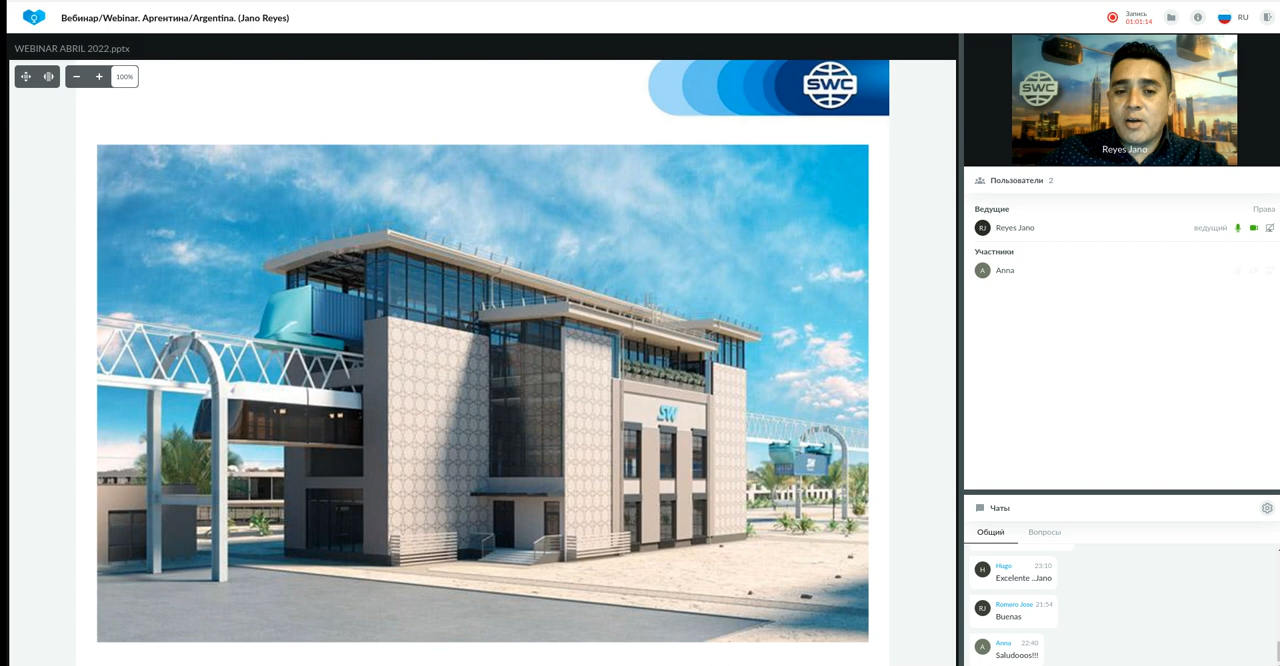 Вебинар/Webinar. Аргентина/Argentina. (Jano Reyes)
Запись
01:01:14
RU
WEBINAR ABRIL 2022.pptx
100%
SWC
SWC
Reyes Jano
Пользователи 2
Ведущие Права
RJ Reyes Jano ведущий
Участники
A Anna
SW
Чаты
Общий Вопросы
H Hugo 23:10
Excelente ..Jano
RJ Romero Jose 21:54
Buenas
A Anna 22:40
Saludooos!!!